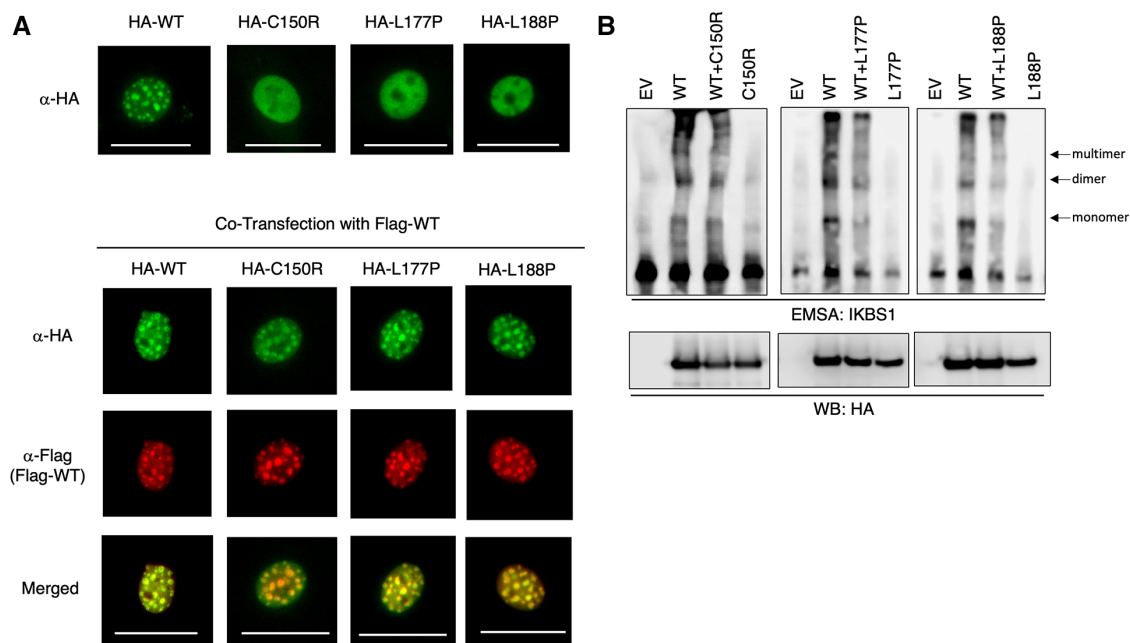 A
HA-WT HA-C150R HA-L177P HA-L188P
α-HA
Co-Transfection with Flag-WT
HA-WT HA-C150R HA-L177P HA-L188P
α-HA
α-Flag
(Flag-WT)
Merged
B
EV WT WT+C150R C150R EV WT WT+L177P L177P EV WT WT+L188P L188P
multimer
dimer
monomer
EMSA: IKBS1
WB: HA